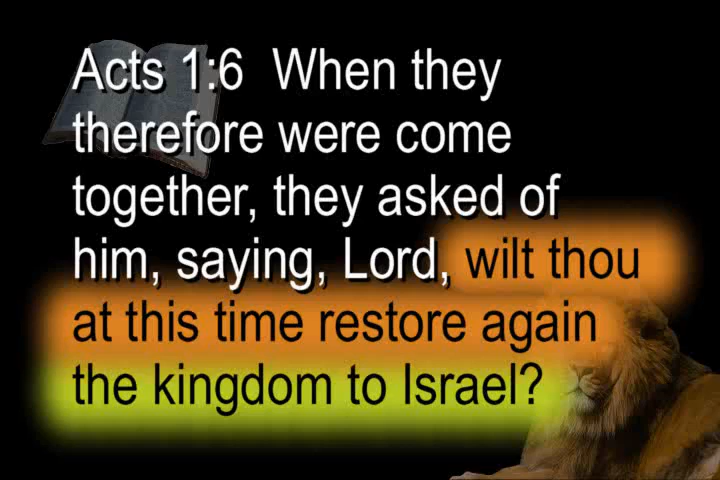 Acts 1:6  When they
therefore were come
together, they asked of
him, saying, Lord, wilt thou
at this time restore again
the kingdom to Israel?